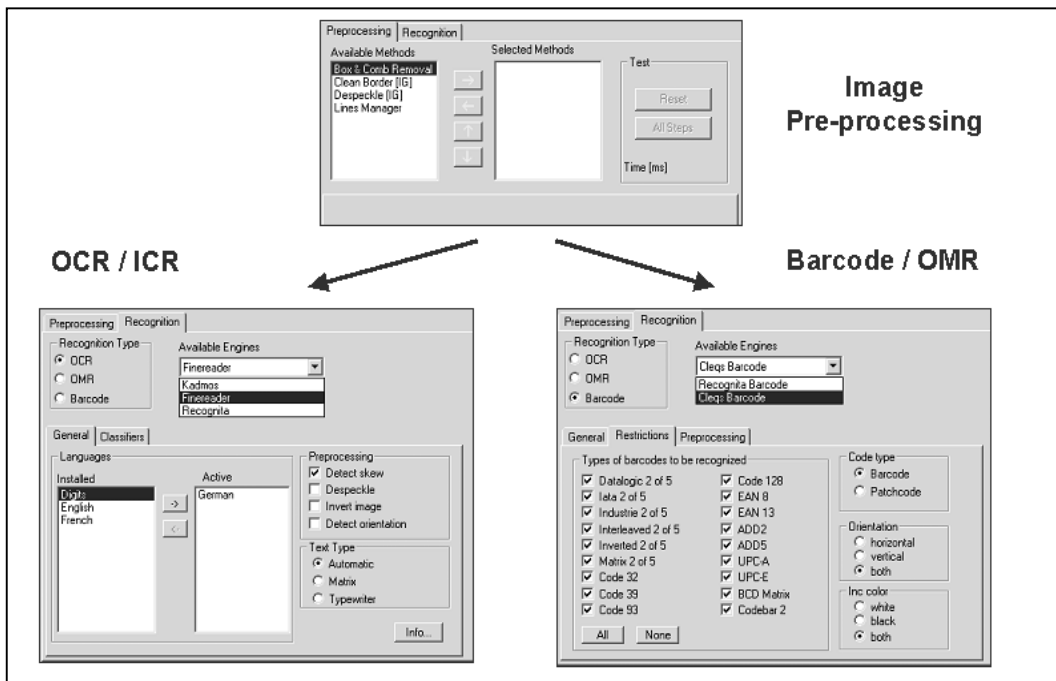 Preprocessing Recognition
Available Methods
Selected Methods
Box & Comb Removal
Clean Border [IG]
Despeckle [IG]
Lines Manager
→
←
↑
↓
Test
Reset
All Steps
Time [ms]
Image
Pre-processing
OCR / ICR
Barcode / OMR
Preprocessing Recognition
Recognition Type
OCR
OMR
Barcode
Available Engines
Finereader
Kadmos
Finereader
Recognita
General Classifiers
Languages
Installed
Digits
English
French
->
<-
Active
German
Preprocessing
Detect skew
Despeckle
Invert image
Detect orientation
Text Type
Automatic
Matrix
Typewriter
Info...
Preprocessing Recognition
Recognition Type
OCR
OMR
Barcode
Available Engines
Cleqs Barcode
Recognita Barcode
Cleqs Barcode
General Restrictions Preprocessing
Types of barcodes to be recognized
Datalogic 2 of 5
Iata 2 of 5
Industrie 2 of 5
Interleaved 2 of 5
Inverted 2 of 5
Matrix 2 of 5
Code 32
Code 39
Code 93
Code 128
EAN 8
EAN 13
ADD2
ADD5
UPC-A
UPC-E
BCD Matrix
Codebar 2
All None
Code type
Barcode
Patchcode
Orientation
horizontal
vertical
both
Inc color
white
black
both